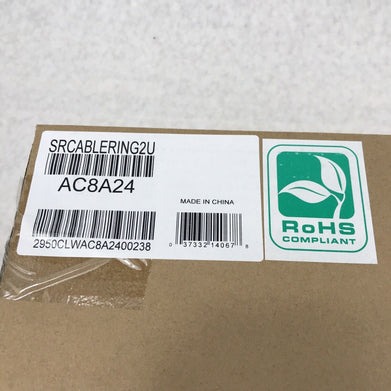 SRCABLERING2U
AC8A24
MADE IN CHINA
2950CLWAC8A2400238
0 37332 14067 8
RoHS
COMPLIANT